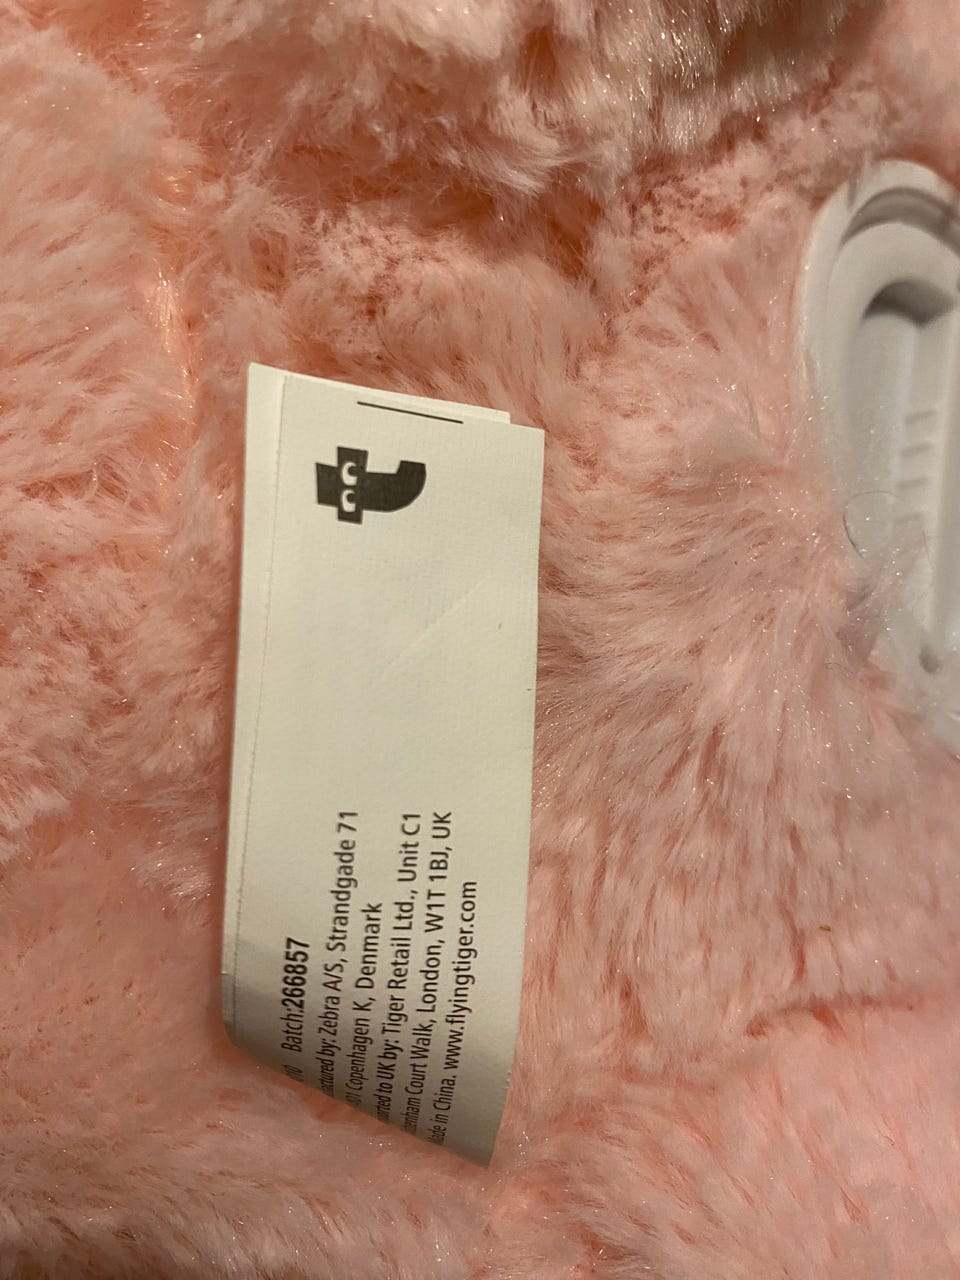 Batch:266857
by: Zebra A/S, Strandgade 71
Copenhagen K, Denmark
to UK by: Tiger Retail Ltd., Unit C1
Court Walk, London, W1T 1BJ, UK
in China. www.flyingtiger.com